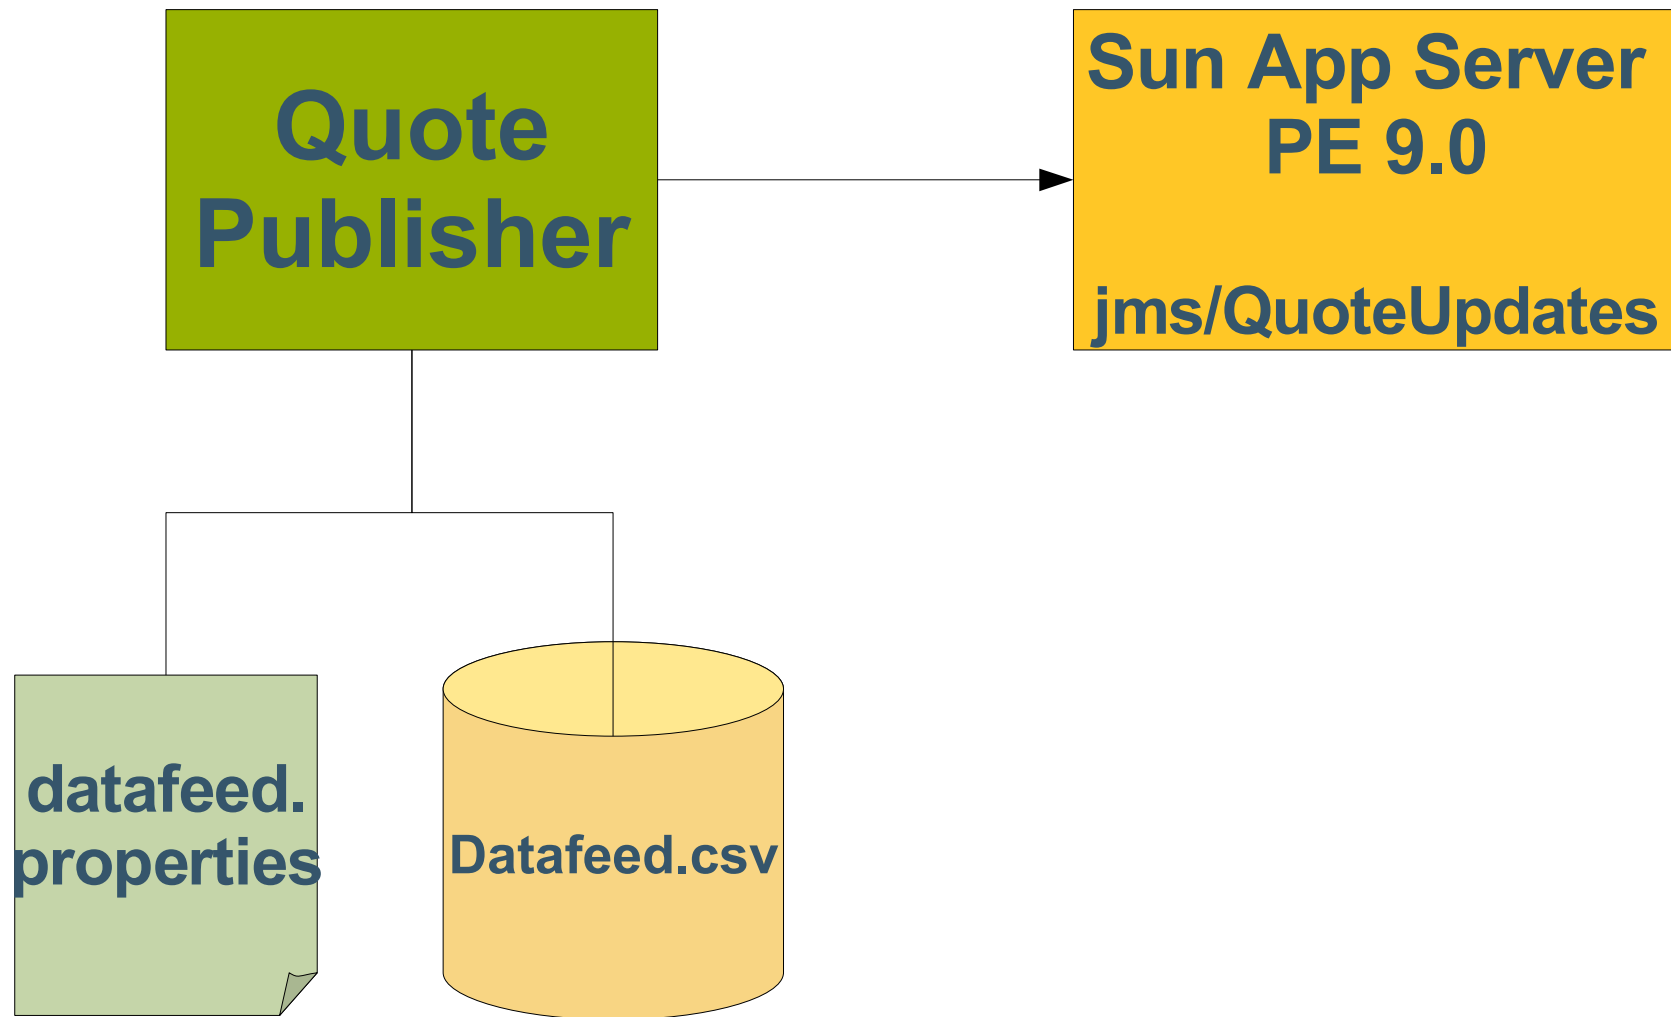 Quote
Publisher
Sun App Server
PE 9.0
jms/QuoteUpdates
datafeed.
properties
Datafeed.csv